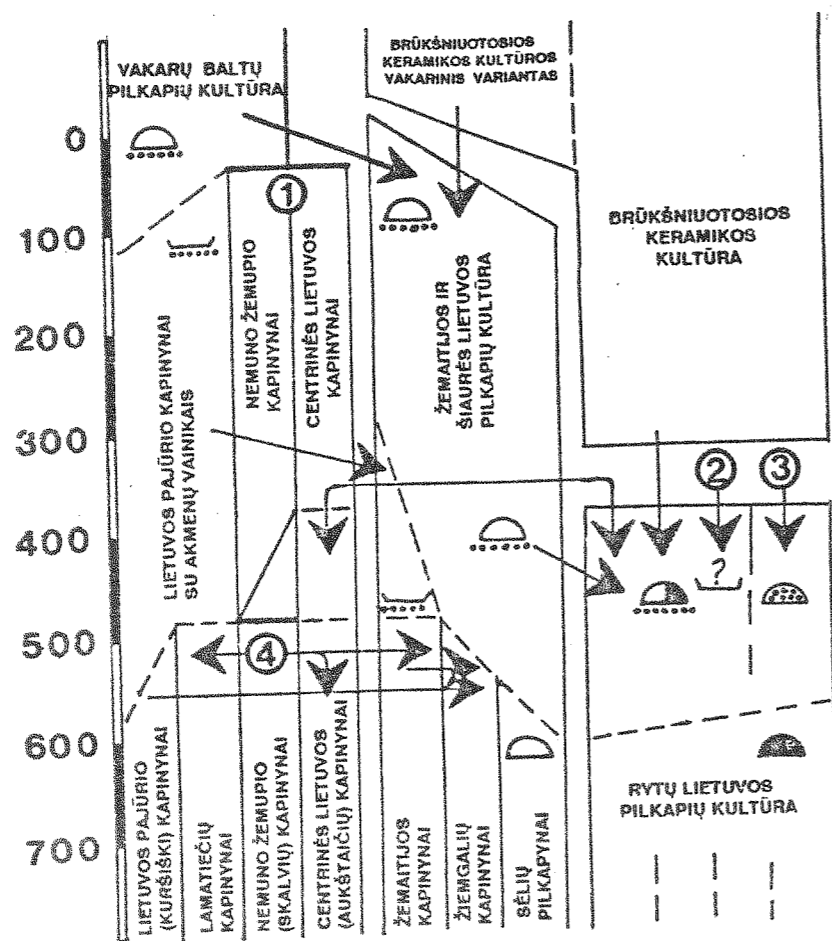 VAKARŲ BALTŲ
PILKAPIŲ KULTŪRA
BRŪKŠNIUOTOSIOS
KERAMIKOS KULTŪROS
VAKARINIS VARIANTAS
BRŪKŠNIUOTOSIOS
KERAMIKOS
KULTŪRA
0
100
200
300
400
500
600
700
1
2
3
4
?
LIETUVOS PAJŪRIO KAPINYNAI
SU AKMENŲ VAINIKAIS
NEMUNO ŽEMUPIO
KAPINYNAI
CENTRINĖS LIETUVOS
KAPINYNAI
ŽEMAITIJOS IR
ŠIAURĖS LIETUVOS
PILKAPIŲ KULTŪRA
LIETUVOS PAJŪRIO
(KURŠIŠKI) KAPINYNAI
LAMATIEČIŲ
KAPINYNAI
NEMUNO ŽEMUPIO
(SKALVIŲ) KAPINYNAI
CENTRINĖS LIETUVOS
(AUKŠTAIČIŲ) KAPINYNAI
ŽEMAITIJOS
KAPINYNAI
ŽIEMGALIŲ
KAPINYNAI
SĖLIŲ
PILKAPYNAI
RYTŲ LIETUVOS
PILKAPIŲ KULTŪRA